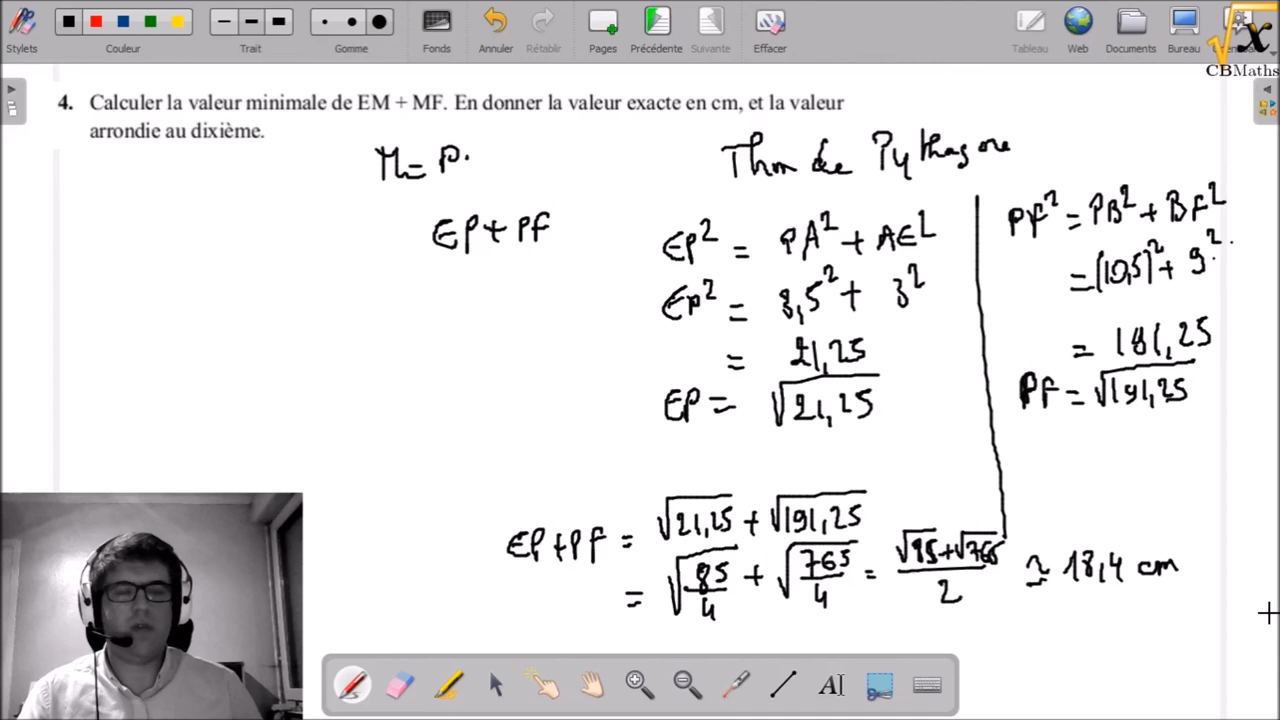 Stylets Couleur Trait Gomme Fonds Annuler Rétablir Pages Précédente Suivante Effacer Tableau Web Documents Bureau
CBMaths
4. Calculer la valeur minimale de EM + MF. En donner la valeur exacte en cm, et la valeur
arrondie au dixième.
M = P.
EP + PF
Thm de Pythagore
EP² = PA² + AE²
EP² = 3,5² + 3²
= 21,25
EP = √21,25
PF² = PB² + BF²
= (10,5)² + 9²
= 191,25
PF = √191,25
EP + PF = √21,25 + √191,25
= √85/4 + √765/4 = √85+√765/2 ≃ 18,4 cm